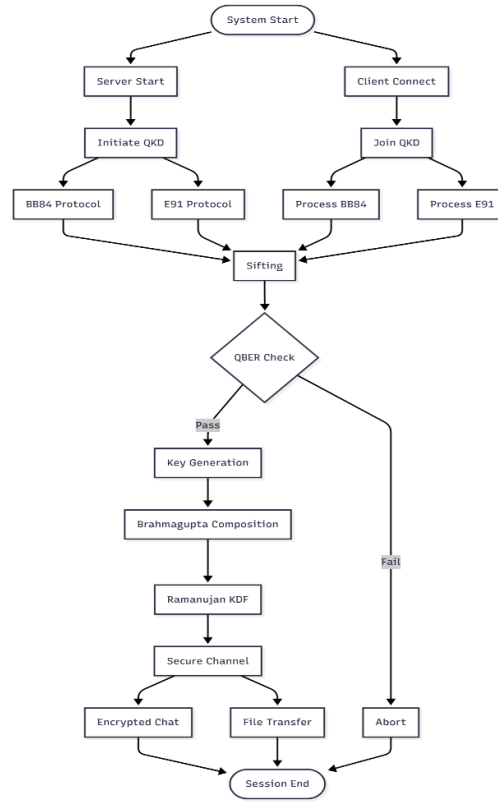 System Start
Server Start
Client Connect
Initiate QKD
Join QKD
BB84 Protocol
E91 Protocol
Process BB84
Process E91
Sifting
QBER Check
Pass
Key Generation
Brahmagupta Composition
Fail
Ramanujan KDF
Secure Channel
Encrypted Chat
File Transfer
Abort
Session End